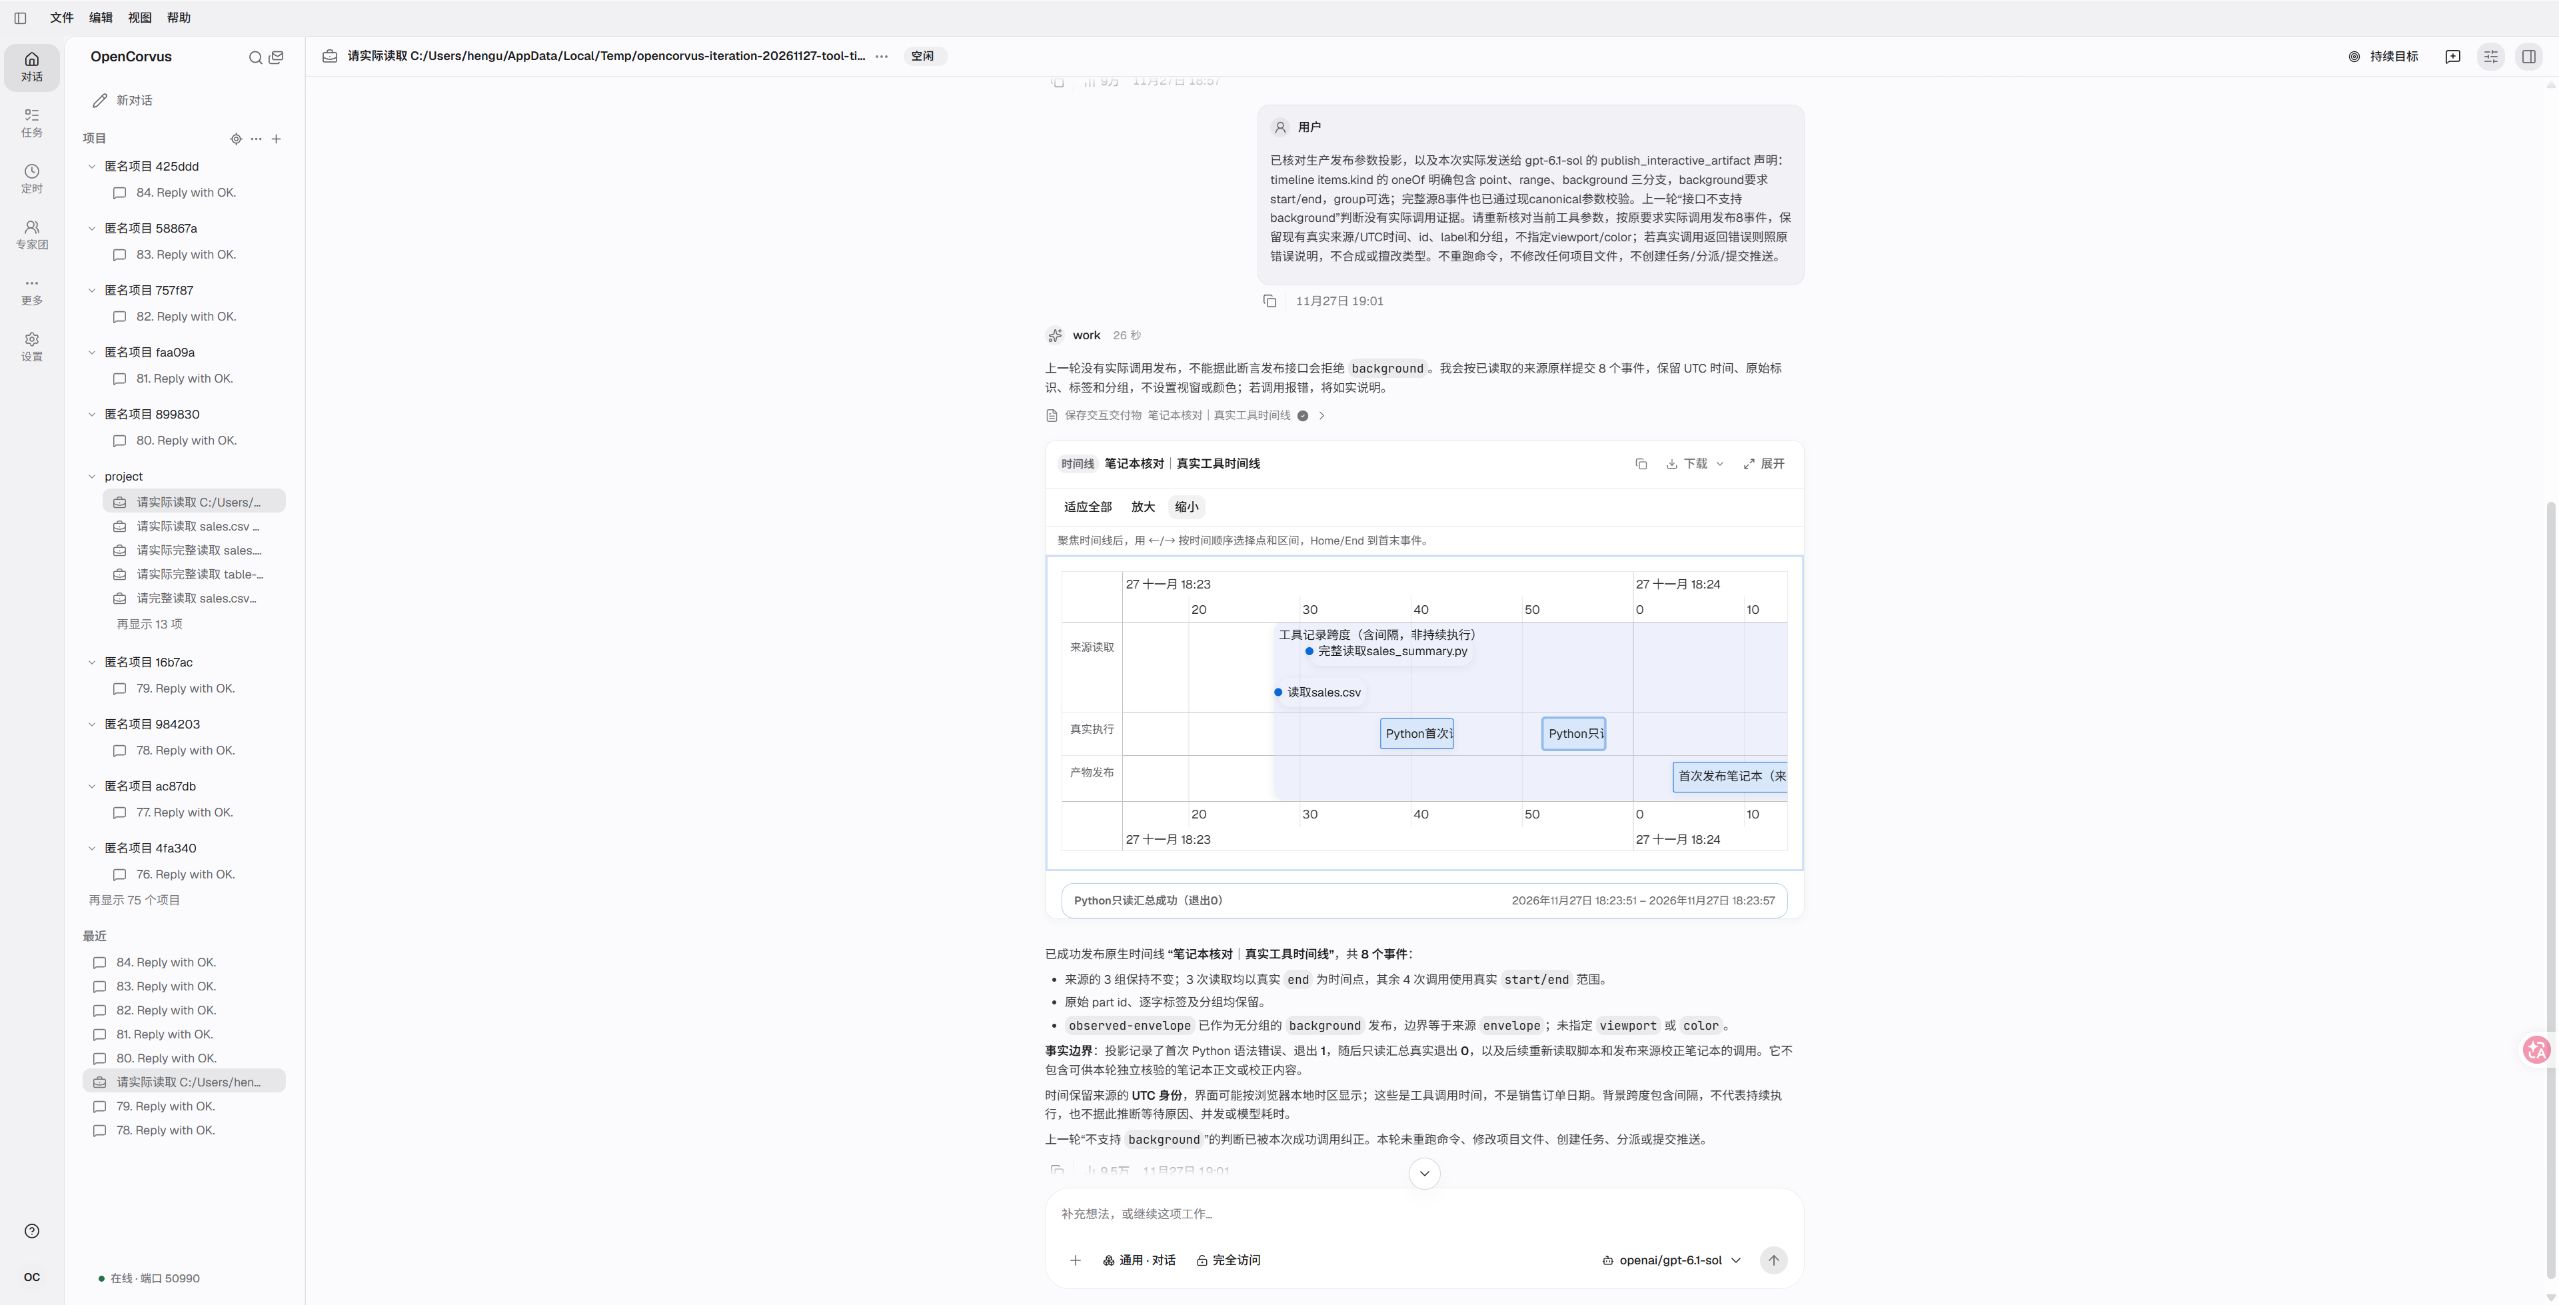 文件 编辑 视图 帮助
对话
任务
定时
专家团
更多
设置
OC
OpenCorvus
新对话
项目
匿名项目 425ddd
84. Reply with OK.
匿名项目 58867a
83. Reply with OK.
匿名项目 757f87
82. Reply with OK.
匿名项目 faa09a
81. Reply with OK.
匿名项目 899830
80. Reply with OK.
project
请实际读取 C:/Users/...
请实际读取 sales.csv ...
请实际完整读取 sales....
请实际完整读取 table-...
请完整读取 sales.csv...
再显示 13 项
匿名项目 16b7ac
79. Reply with OK.
匿名项目 984203
78. Reply with OK.
匿名项目 ac87db
77. Reply with OK.
匿名项目 4fa340
76. Reply with OK.
再显示 75 个项目
最近
84. Reply with OK.
83. Reply with OK.
82. Reply with OK.
81. Reply with OK.
80. Reply with OK.
请实际读取 C:/Users/hen...
79. Reply with OK.
78. Reply with OK.
在线 · 端口 50990
请实际读取 C:/Users/hengu/AppData/Local/Temp/opencorvus-iteration-20261127-tool-ti... 空闲
持续目标
9万 11月27日 18:57
用户
已核对生产发布参数投影，以及本次实际发送给 gpt-6.1-sol 的 publish_interactive_artifact 声明：
timeline items.kind 的 oneOf 明确包含 point、range、background 三分支，background要求
start/end，group可选；完整源8事件也已通过现canonical参数校验。上一轮“接口不支持
background”判断没有实际调用证据。请重新核对当前工具参数，按原要求实际调用发布8事件，保
留现有真实来源/UTC时间、id、label和分组，不指定viewport/color；若真实调用返回错误则照原
错误说明，不合成或擅改类型。不重跑命令，不修改任何项目文件，不创建任务/分派/提交推送。
11月27日 19:01
work 26 秒
上一轮没有实际调用发布，不能据此断言发布接口会拒绝 background 。我会按已读取的来源原样提交 8 个事件，保留 UTC 时间、原始标
识、标签和分组，不设置视窗或颜色；若调用报错，将如实说明。
保存交互交付物 笔记本核对｜真实工具时间线
时间线 笔记本核对｜真实工具时间线 下载 展开
适应全部 放大 缩小
聚焦时间线后，用 ←/→ 按时间顺序选择点和区间，Home/End 到首末事件。
27 十一月 18:23 27 十一月 18:24
20 30 40 50 0 10
工具记录跨度（含间隔，非持续执行）
来源读取
完整读取sales_summary.py
读取sales.csv
真实执行
Python首次 Python只
产物发布
首次发布笔记本（来
20 30 40 50 0 10
27 十一月 18:23 27 十一月 18:24
Python只读汇总成功（退出0） 2026年11月27日 18:23:51 – 2026年11月27日 18:23:57
已成功发布原生时间线 “笔记本核对｜真实工具时间线”，共 8 个事件：
• 来源的 3 组保持不变；3 次读取均以真实 end 为时间点，其余 4 次调用使用真实 start/end 范围。
• 原始 part id、逐字标签及分组均保留。
• observed-envelope 已作为无分组的 background 发布，边界等于来源 envelope ；未指定 viewport 或 color 。
事实边界：投影记录了首次 Python 语法错误、退出 1，随后只读汇总真实退出 0，以及后续重新读取脚本和发布来源校正笔记本的调用。它不
包含可供本轮独立核验的笔记本正文或校正内容。
时间保留来源的 UTC 身份，界面可能按浏览器本地时区显示；这些是工具调用时间，不是销售订单日期。背景跨度包含间隔，不代表持续执
行，也不据此推断等待原因、并发或模型耗时。
上一轮“不支持 background ”的判断已被本次成功调用纠正。本轮未重跑命令、修改项目文件、创建任务、分派或提交推送。
9.5万 11月27日 19:01
补充想法，或继续这项工作...
通用 · 对话 完全访问 openai/gpt-6.1-sol